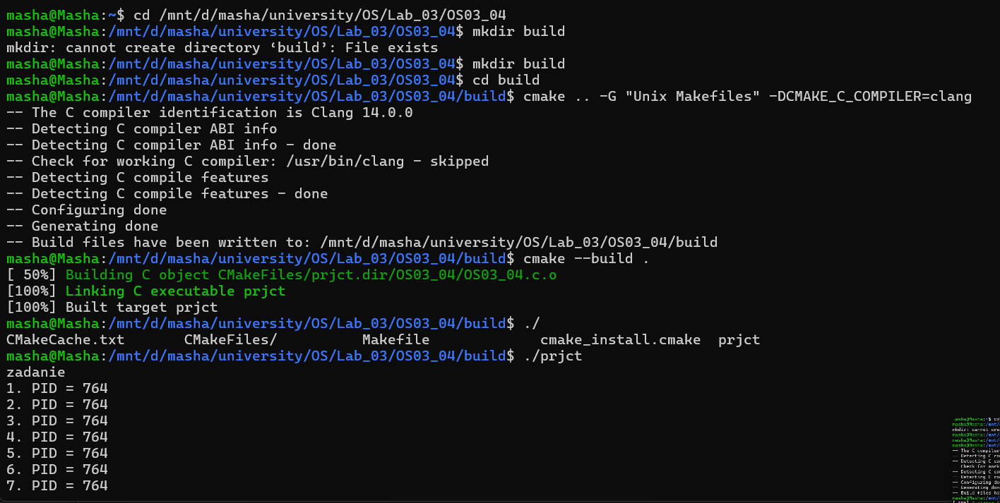 masha@Masha:~$ cd /mnt/d/masha/university/OS/Lab_03/OS03_04
masha@Masha:/mnt/d/masha/university/OS/Lab_03/OS03_04$ mkdir build
mkdir: cannot create directory ‘build’: File exists
masha@Masha:/mnt/d/masha/university/OS/Lab_03/OS03_04$ mkdir build
masha@Masha:/mnt/d/masha/university/OS/Lab_03/OS03_04$ cd build
masha@Masha:/mnt/d/masha/university/OS/Lab_03/OS03_04/build$ cmake .. -G "Unix Makefiles" -DCMAKE_C_COMPILER=clang
-- The C compiler identification is Clang 14.0.0
-- Detecting C compiler ABI info
-- Detecting C compiler ABI info - done
-- Check for working C compiler: /usr/bin/clang - skipped
-- Detecting C compile features
-- Detecting C compile features - done
-- Configuring done
-- Generating done
-- Build files have been written to: /mnt/d/masha/university/OS/Lab_03/OS03_04/build
masha@Masha:/mnt/d/masha/university/OS/Lab_03/OS03_04/build$ cmake --build .
[ 50%] Building C object CMakeFiles/prjct.dir/OS03_04/OS03_04.c.o
[100%] Linking C executable prjct
[100%] Built target prjct
masha@Masha:/mnt/d/masha/university/OS/Lab_03/OS03_04/build$ ./
CMakeCache.txt CMakeFiles/ Makefile cmake_install.cmake prjct
masha@Masha:/mnt/d/masha/university/OS/Lab_03/OS03_04/build$ ./prjct
zadanie
1. PID = 764
2. PID = 764
3. PID = 764
4. PID = 764
5. PID = 764
6. PID = 764
7. PID = 764